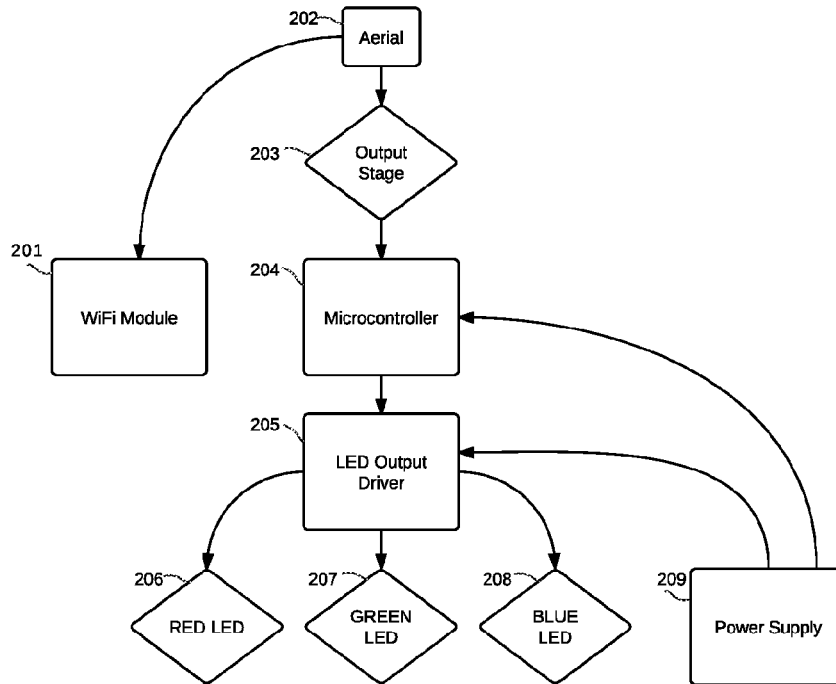 202
Aerial
203
Output
Stage
201
WiFi Module
204
Microcontroller
205
LED Output
Driver
206
RED LED
207
GREEN
LED
208
BLUE
LED
209
Power Supply